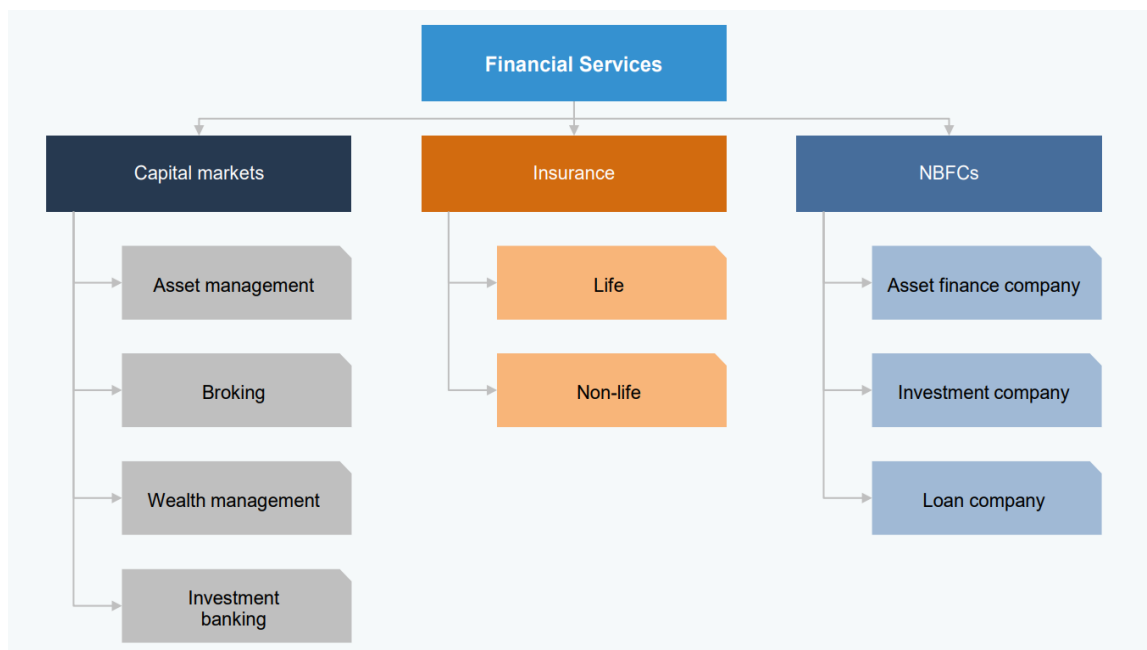 Financial Services
Capital markets
Insurance
NBFCs
Asset management
Life
Asset finance company
Broking
Non-life
Investment company
Wealth management
Loan company
Investment
banking